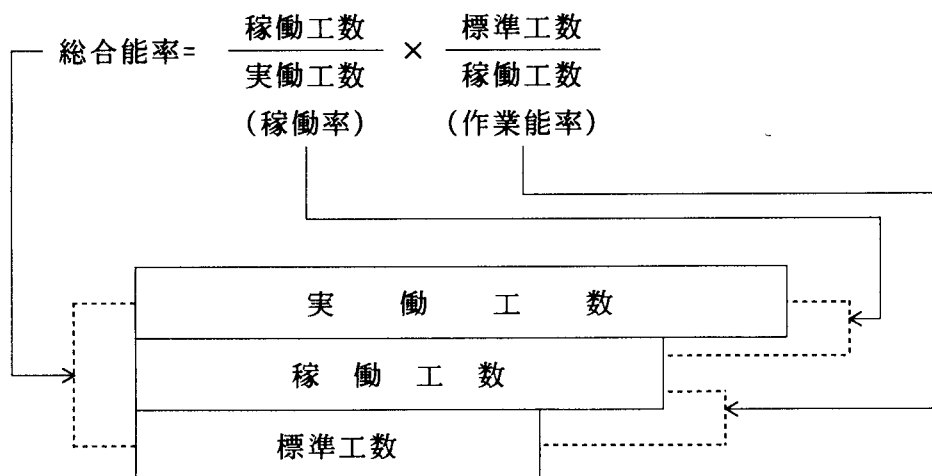 総合能率= 稼働工数/実働工数 × 標準工数/稼働工数
(稼働率) (作業能率)
実働工数
稼働工数
標準工数